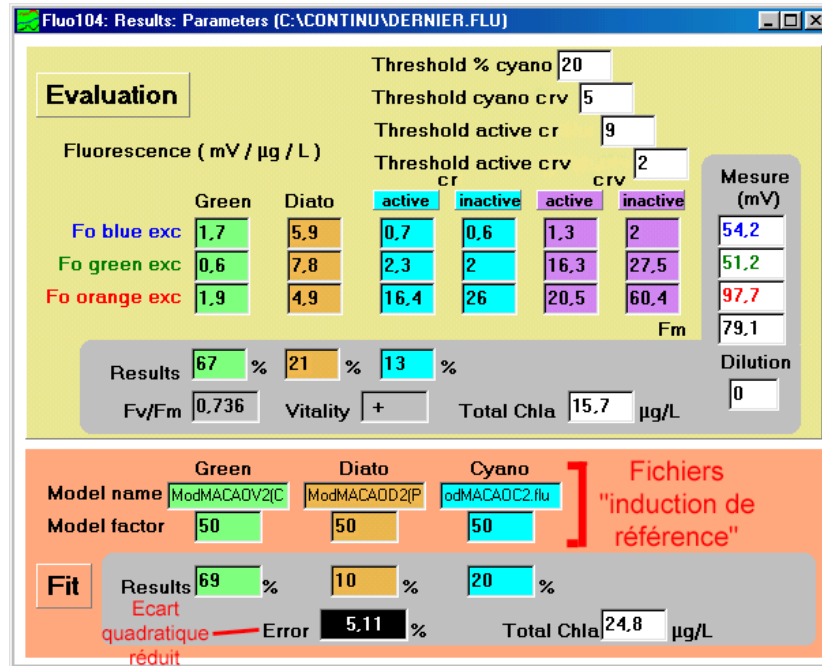 Fluo104: Results: Parameters (C:\CONTINU\DERNIER.FLU)
Threshold % cyano 20
Evaluation
Threshold cyano crv 5
Threshold active cr 9
Fluorescence ( mV / µg / L )
Threshold active crv 2
cr crv
Mesure
(mV)
Green Diato active inactive active inactive
Fo blue exc 1,7 5,9 0,7 0,6 1,3 2 54,2
Fo green exc 0,6 7,8 2,3 2 16,3 27,5 51,2
Fo orange exc 1,9 4,9 16,4 26 20,5 60,4 97,7
Fm 79,1
Results 67 % 21 % 13 %
Dilution
0
Fv/Fm 0,736 Vitality + Total Chla 15,7 µg/L
Green Diato Cyano
Model name ModMACAOV2(C ModMACAOD2(P odMACAOC2.flu
Model factor 50 50 50
Fichiers
"induction de
référence"
Fit
Results 69 % 10 % 20 %
Ecart
quadratique
réduit
Error 5,11 % Total Chla 24,8 µg/L